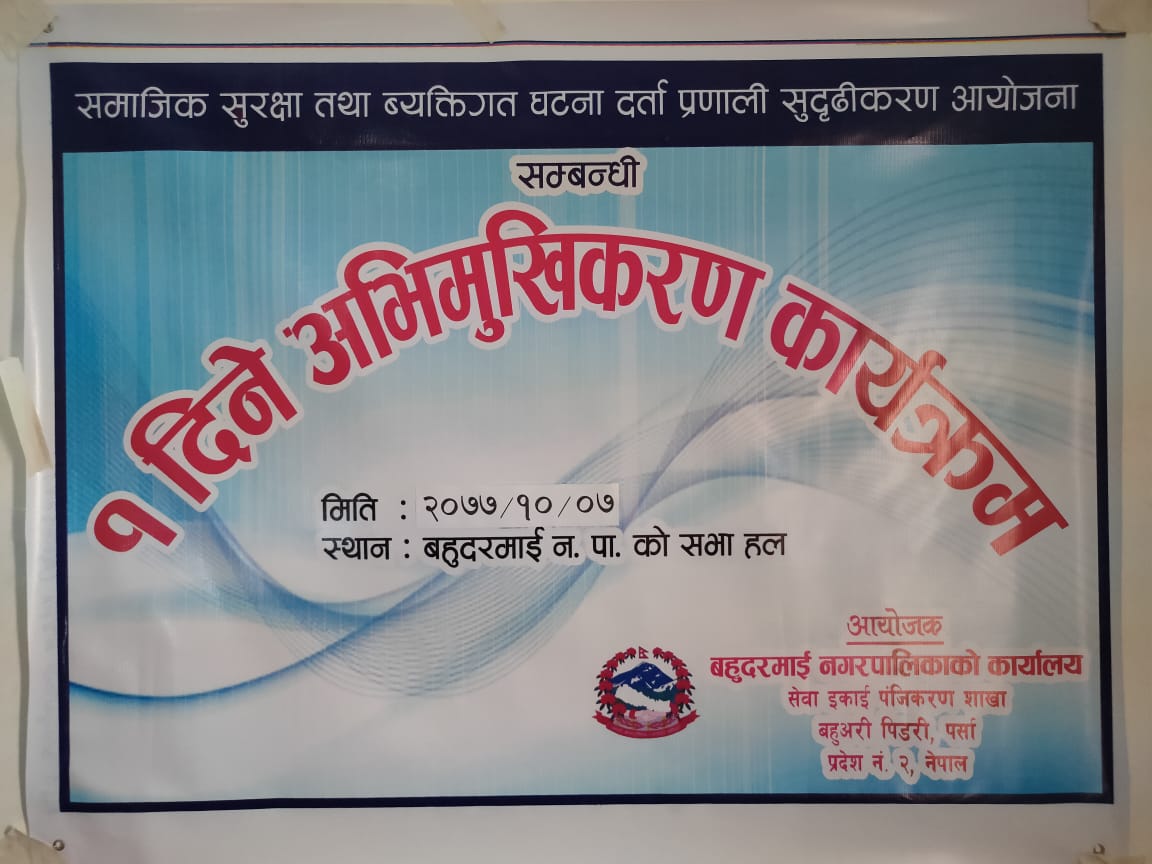 समाजिक सुरक्षा तथा ब्यक्तिगत घटना दर्ता प्रणाली सुदृढीकरण आयोजना
सम्बन्धी
१ दिने अभिमुखिकरण कार्यक्रम
मिति : २०७७/१०/०७
स्थान : बहुदरमाई न. पा. को सभा हल
आयोजक
बहुदरमाई नगरपालिकाको कार्यालय
सेवा इकाई पंजिकरण शाखा
बहुअरी पिडरी, पर्सा
प्रदेश नं. २, नेपाल